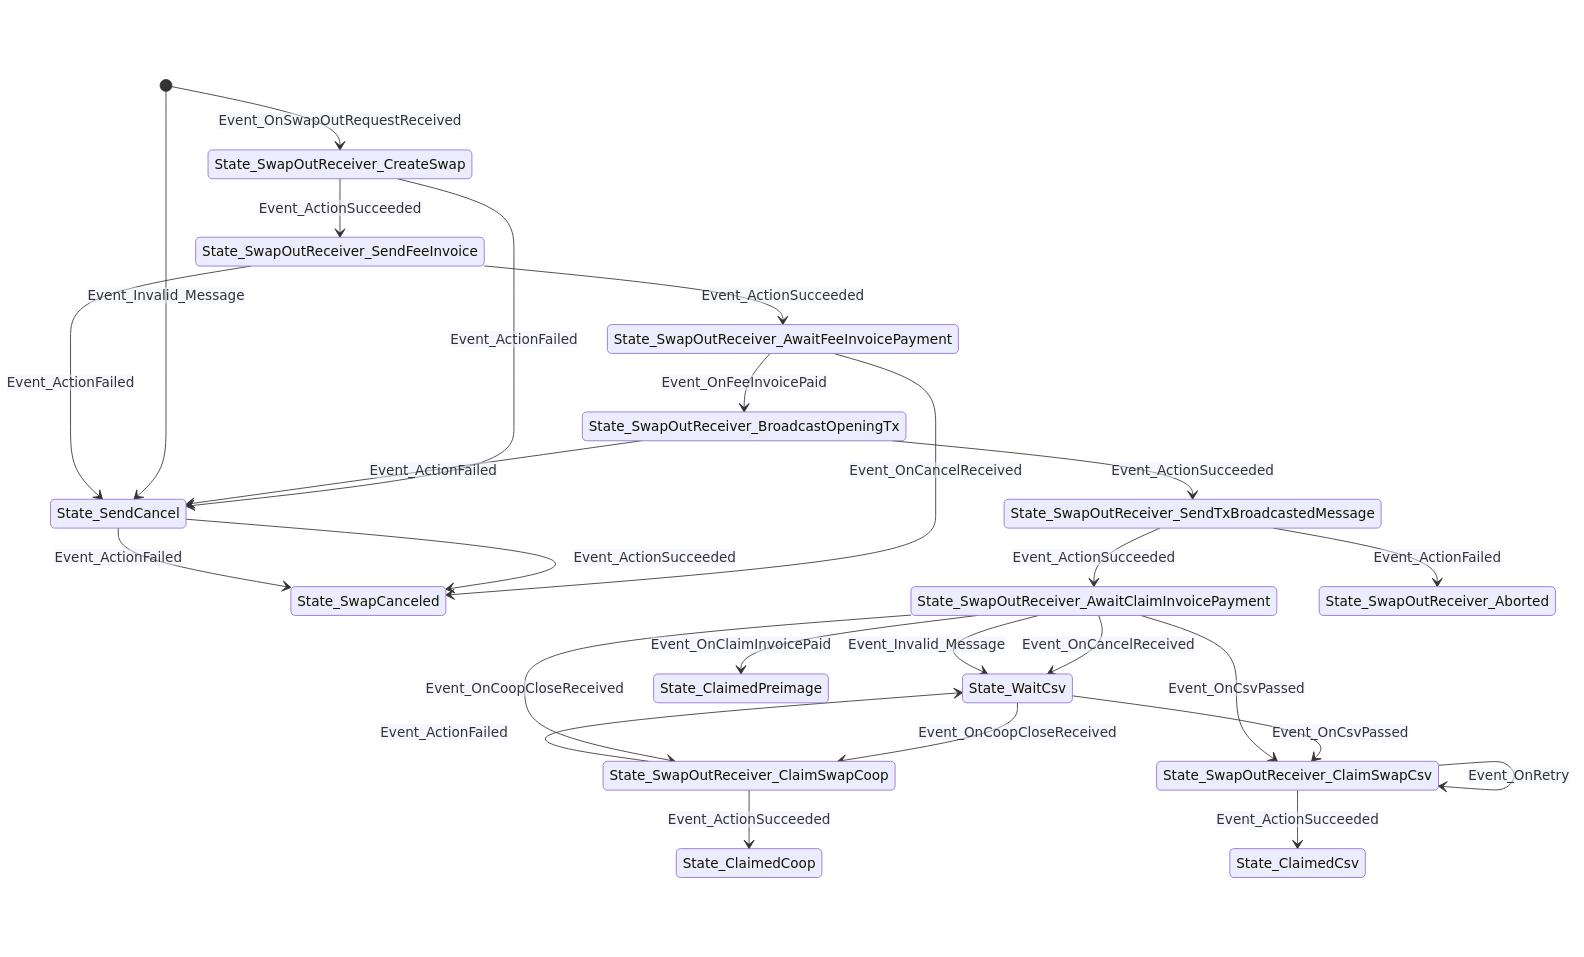 Event_OnSwapOutRequestReceived
State_SwapOutReceiver_CreateSwap
Event_ActionSucceeded
State_SwapOutReceiver_SendFeeInvoice
Event_Invalid_Message
Event_ActionSucceeded
Event_ActionFailed
State_SwapOutReceiver_AwaitFeeInvoicePayment
Event_ActionFailed
Event_OnFeeInvoicePaid
State_SwapOutReceiver_BroadcastOpeningTx
Event_ActionFailed
Event_OnCancelReceived
Event_ActionSucceeded
State_SendCancel
State_SwapOutReceiver_SendTxBroadcastedMessage
Event_ActionFailed
Event_ActionSucceeded
Event_ActionSucceeded
Event_ActionFailed
State_SwapCanceled
State_SwapOutReceiver_AwaitClaimInvoicePayment
State_SwapOutReceiver_Aborted
Event_OnClaimInvoicePaid
Event_Invalid_Message
Event_OnCancelReceived
Event_OnCoopCloseReceived
State_ClaimedPreimage
State_WaitCsv
Event_OnCsvPassed
Event_ActionFailed
Event_OnCoopCloseReceived
Event_OnCsvPassed
State_SwapOutReceiver_ClaimSwapCoop
State_SwapOutReceiver_ClaimSwapCsv
Event_OnRetry
Event_ActionSucceeded
Event_ActionSucceeded
State_ClaimedCoop
State_ClaimedCsv